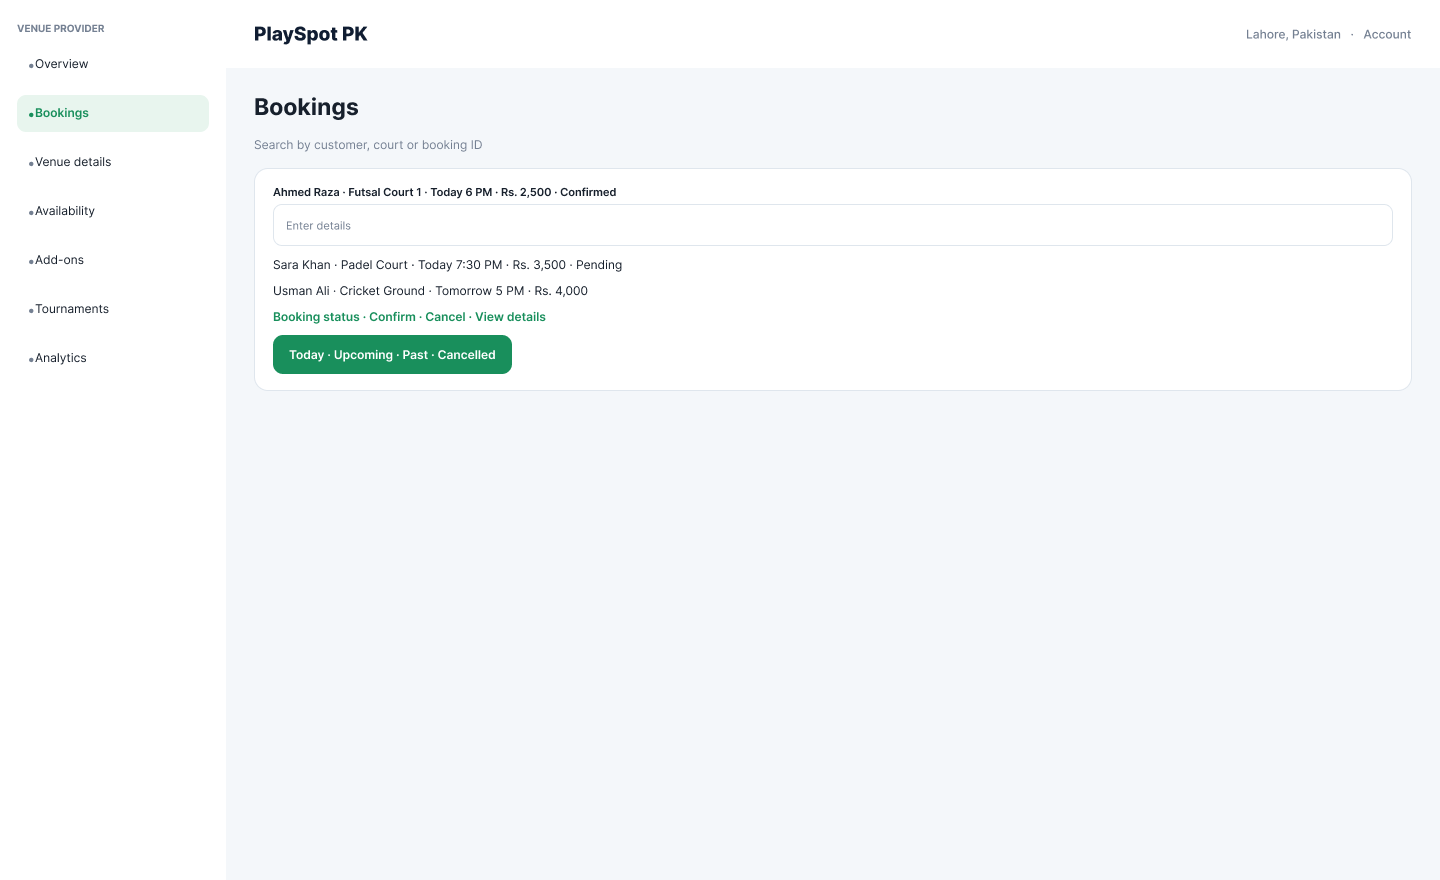 VENUE PROVIDER
Overview
Bookings
Venue details
Availability
Add-ons
Tournaments
Analytics
PlaySpot PK
Lahore, Pakistan · Account
Bookings
Search by customer, court or booking ID
Ahmed Raza · Futsal Court 1 · Today 6 PM · Rs. 2,500 · Confirmed
Enter details
Sara Khan · Padel Court · Today 7:30 PM · Rs. 3,500 · Pending
Usman Ali · Cricket Ground · Tomorrow 5 PM · Rs. 4,000
Booking status · Confirm · Cancel · View details
Today · Upcoming · Past · Cancelled